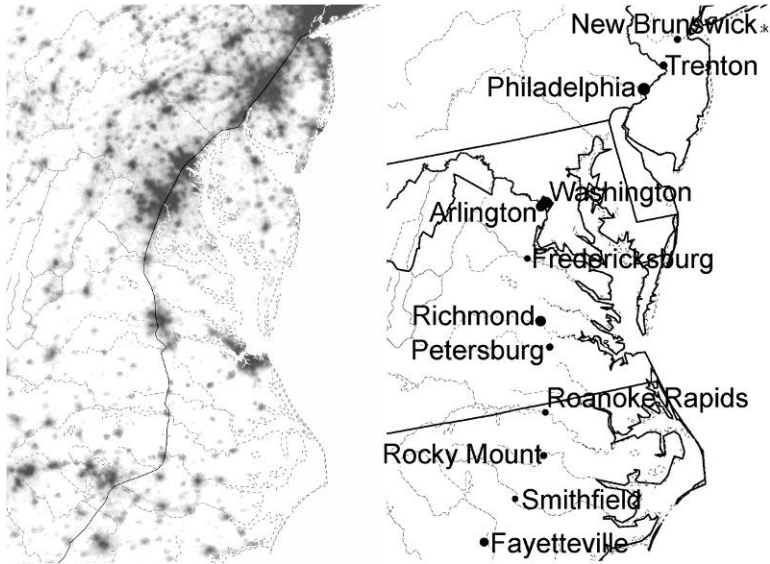 New Brunswick*
Trenton
Philadelphia
Washington
Arlington
Fredericksburg
Richmond
Petersburg
Roanoke Rapids
Rocky Mount
Smithfield
Fayetteville